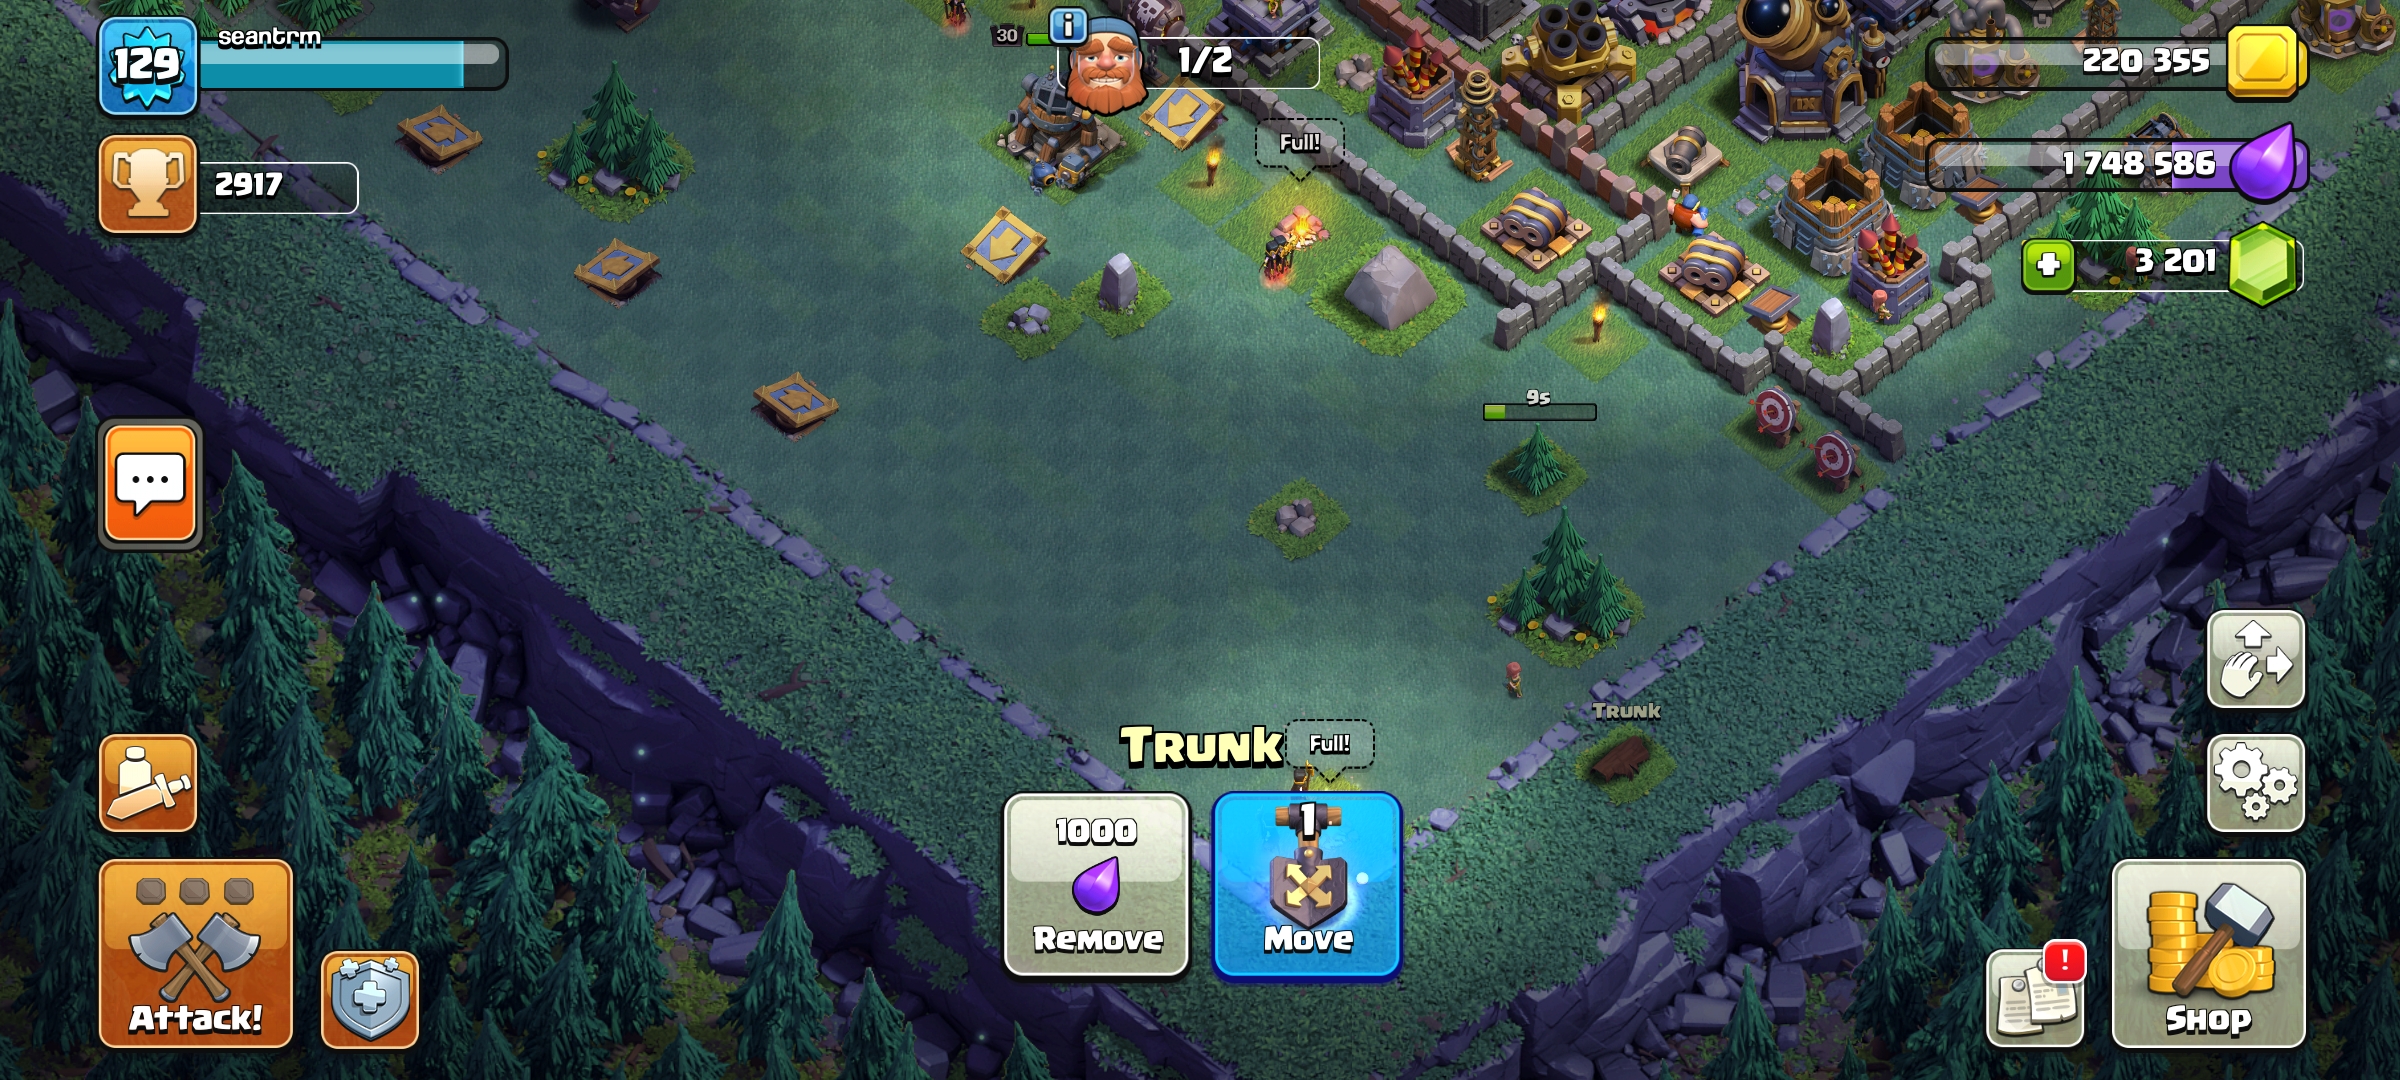 129
seantrm
2917
30
i
1/2
220 355
1 748 586
3 201
Full!
9s
Trunk
Trunk
Full!
1000
Remove
1
Move
Attack!
!
Shop